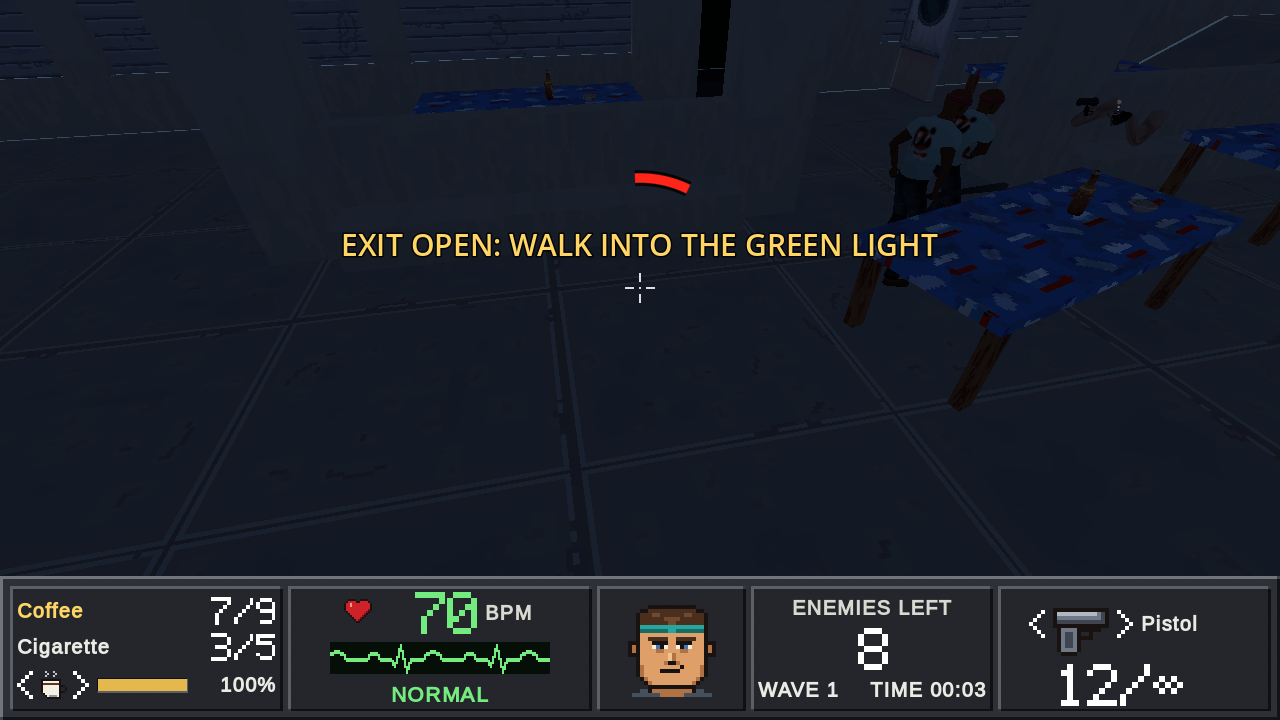 EXIT OPEN: WALK INTO THE GREEN LIGHT
Coffee 7/9
Cigarette 3/5
100%
70 BPM
NORMAL
ENEMIES LEFT
8
WAVE 1 TIME 00:03
Pistol
12/∞